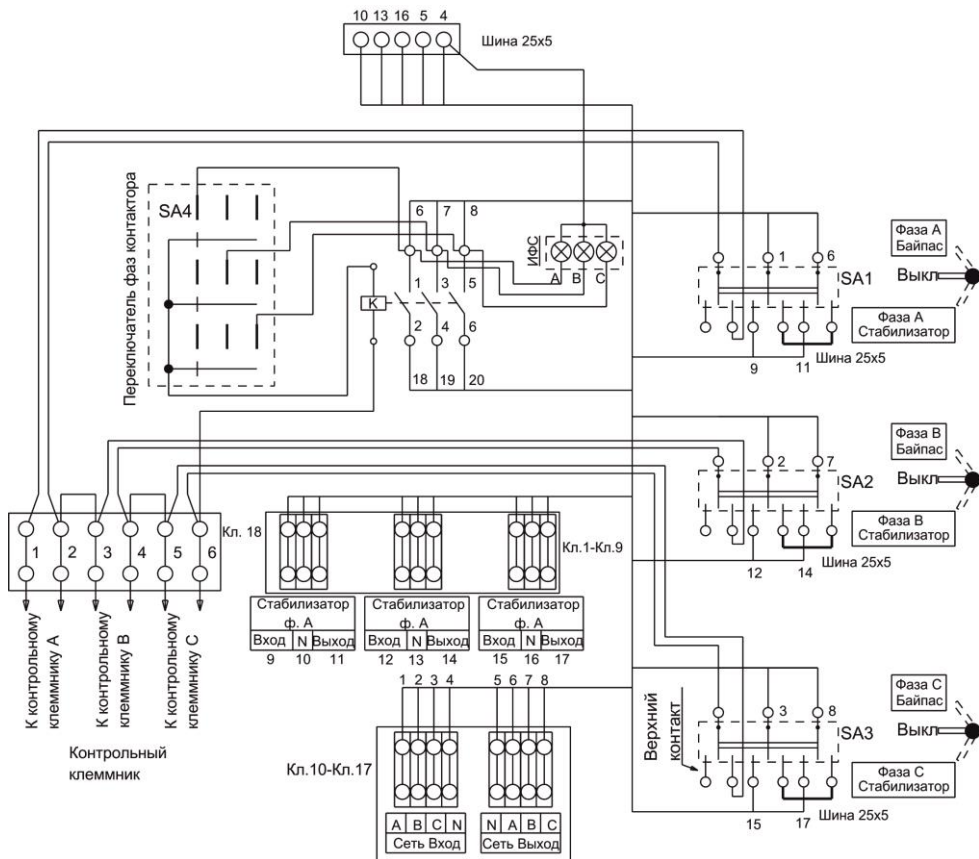 10 13 16 5 4
Шина 25х5
Переключатель фаз контактора
SA4
6 7 8
ИФС
A B C
K
1 3 5
2 4 6
18 19 20
1 6
SA1
9 11
Шина 25х5
Фаза А
Байпас
Выкл
Фаза А
Стабилизатор
2 7
SA2
12 14
Шина 25х5
Фаза В
Байпас
Выкл
Фаза В
Стабилизатор
1 2 3 4 5 6
Кл. 18
К контрольному
клеммнику А
К контрольному
клеммнику В
К контрольному
клеммнику С
Контрольный
клеммник
Кл.1-Кл.9
Стабилизатор
ф. А
Вход N Выход
9 10 11
Стабилизатор
ф. А
Вход N Выход
12 13 14
Стабилизатор
ф. А
Вход N Выход
15 16 17
1 2 3 4 5 6 7 8
Кл.10-Кл.17
A B C N
Сеть Вход
N A B C
Сеть Выход
Верхний
контакт
3 8
SA3
15 17
Шина 25х5
Фаза С
Байпас
Выкл
Фаза С
Стабилизатор